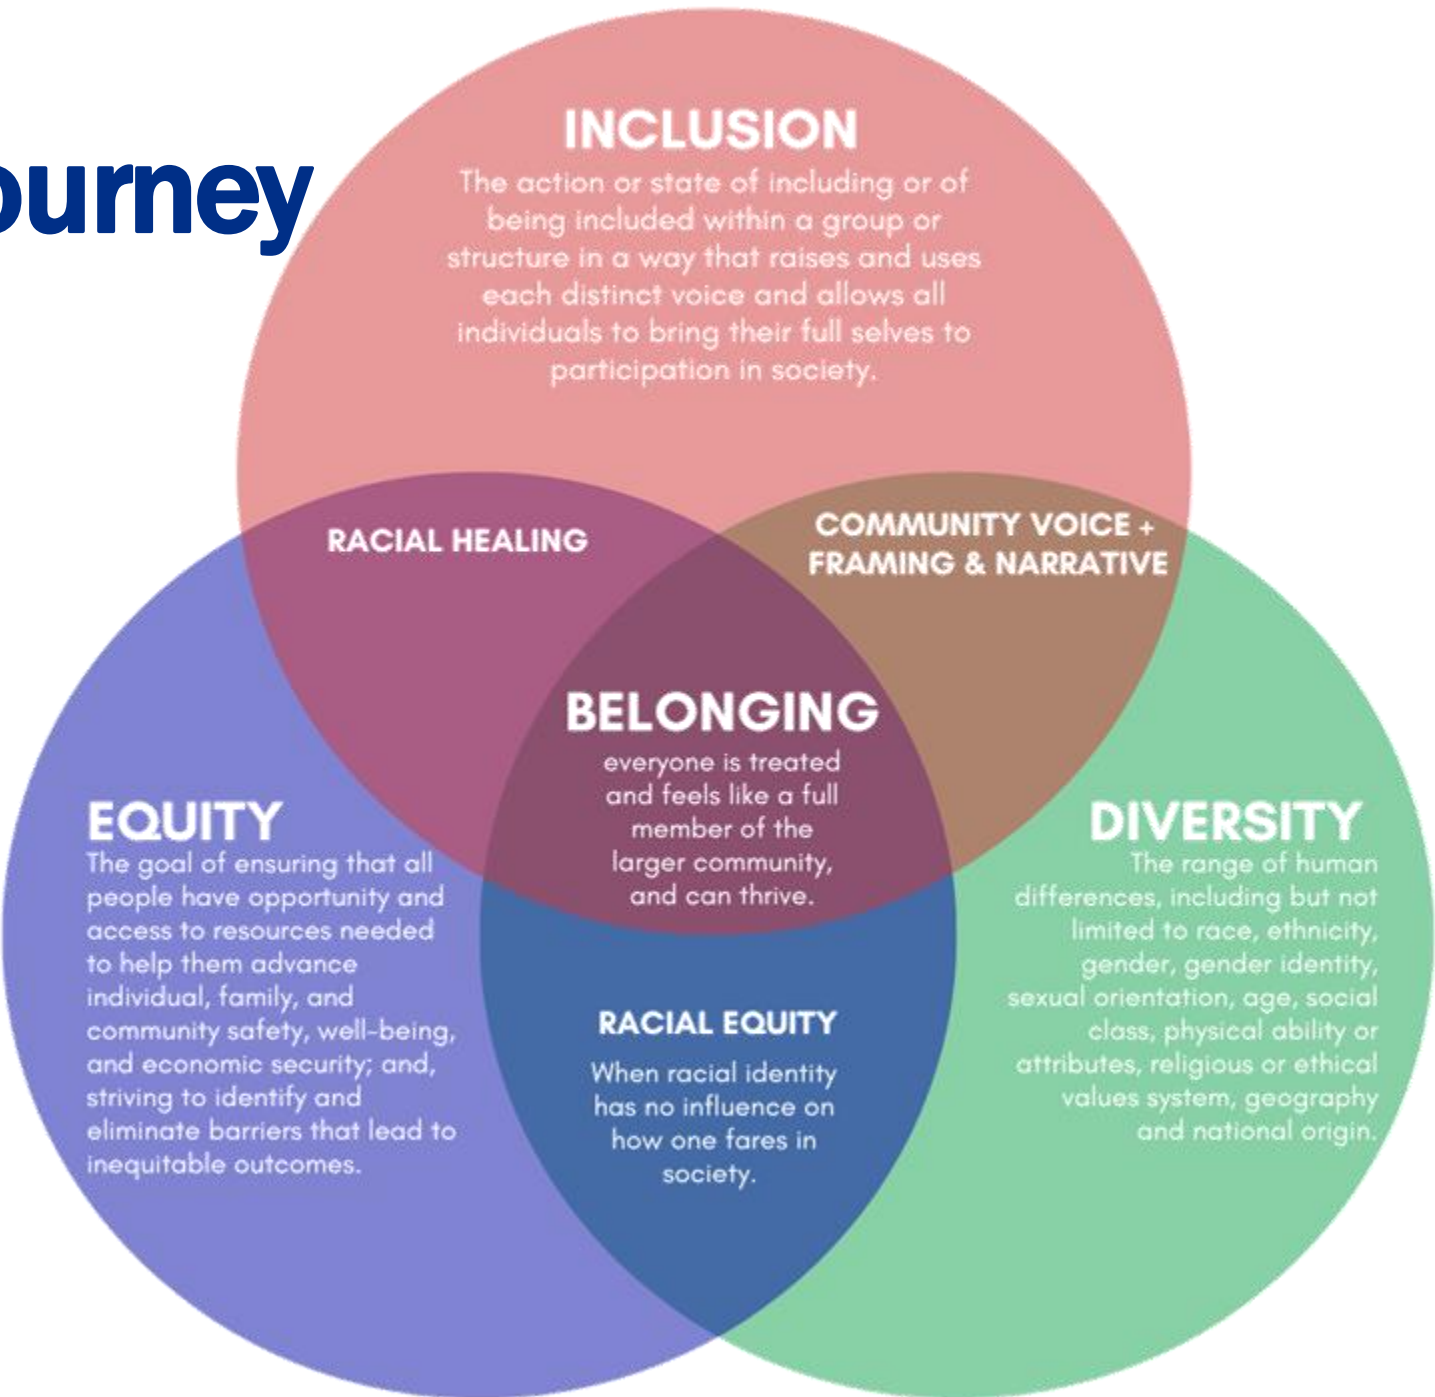 ourney
INCLUSION
The action or state of including or of
being included within a group or
structure in a way that raises and uses
each distinct voice and allows all
individuals to bring their full selves to
participation in society.
RACIAL HEALING
COMMUNITY VOICE +
FRAMING & NARRATIVE
BELONGING
everyone is treated
and feels like a full
member of the
larger community,
and can thrive.
EQUITY
The goal of ensuring that all
people have opportunity and
access to resources needed
to help them advance
individual, family, and
community safety, well-being,
and economic security; and,
striving to identify and
eliminate barriers that lead to
inequitable outcomes.
DIVERSITY
The range of human
differences, including but not
limited to race, ethnicity,
gender, gender identity,
sexual orientation, age, social
class, physical ability or
attributes, religious or ethical
values system, geography
and national origin.
RACIAL EQUITY
When racial identity
has no influence on
how one fares in
society.